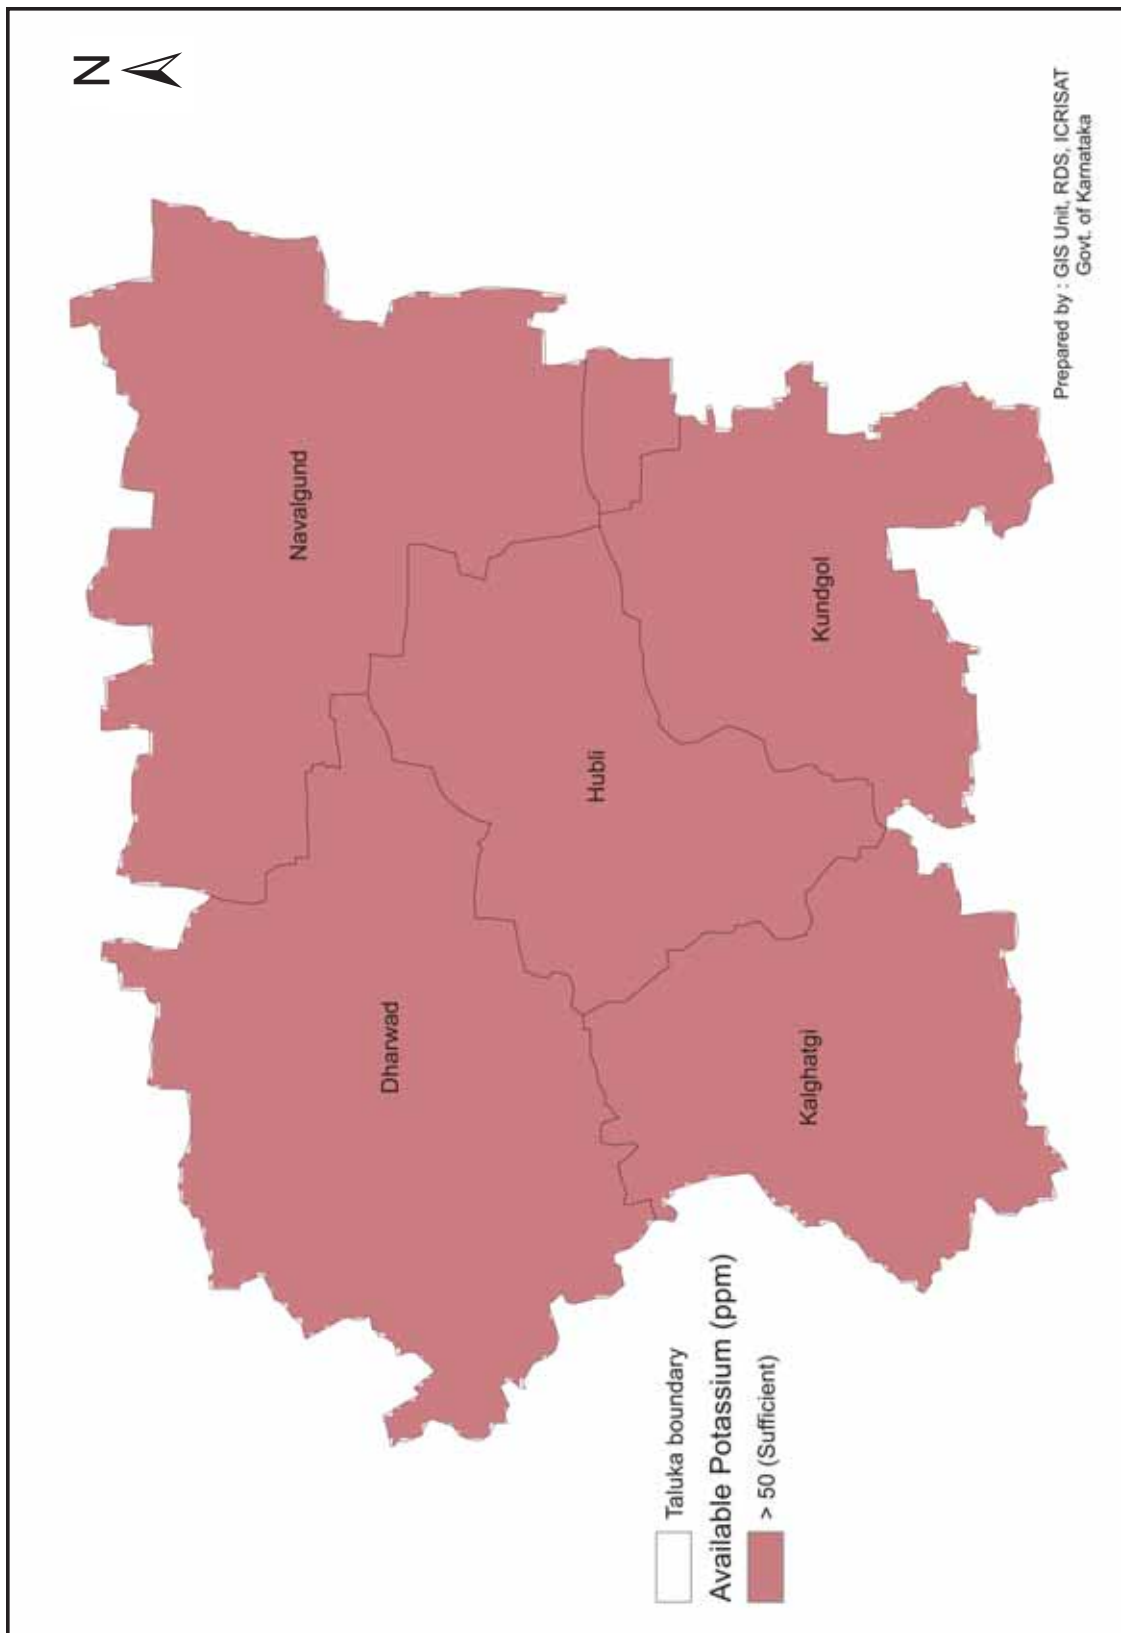 N
Navalgund
Dharwad
Hubli
Kundgol
Kalghatgi
Taluka boundary
Available Potassium (ppm)
> 50 (Sufficient)
Prepared by : GIS Unit, RDS, ICRISAT
Govt. of Karnataka